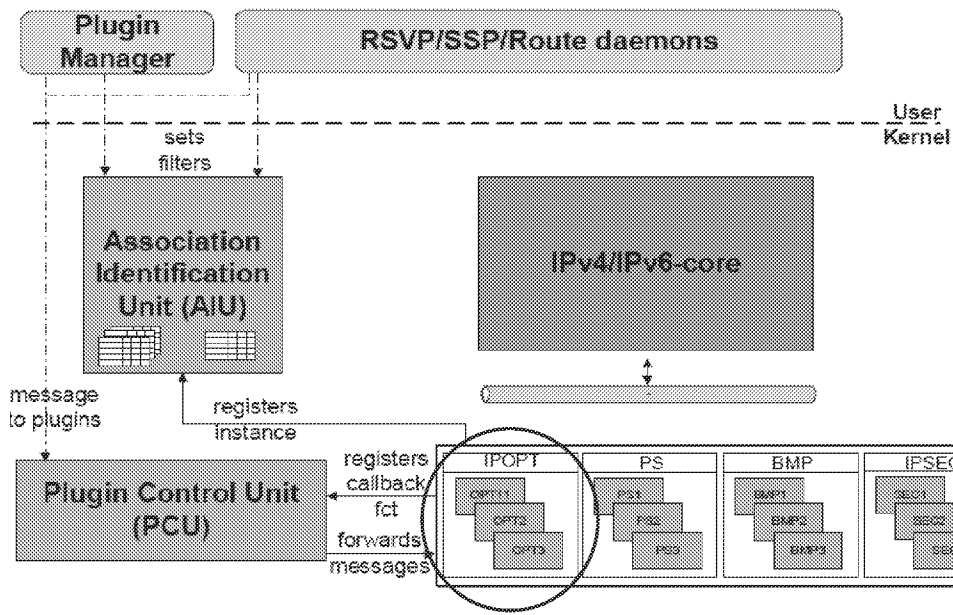 Plugin
Manager
RSVP/SSP/Route daemons
User
Kernel
sets
filters
Association
Identification
Unit (AIU)
IPv4/IPv6-core
message
to plugins
registers
instance
Plugin Control Unit
(PCU)
registers
callback
fct
forwards
messages
IPOPT
OPT1
OPT2
OPT3
PS
PS1
PS2
PS3
BMP
BMP1
BMP2
BMP3
IPSEC
SEC1
SEC2
SEC